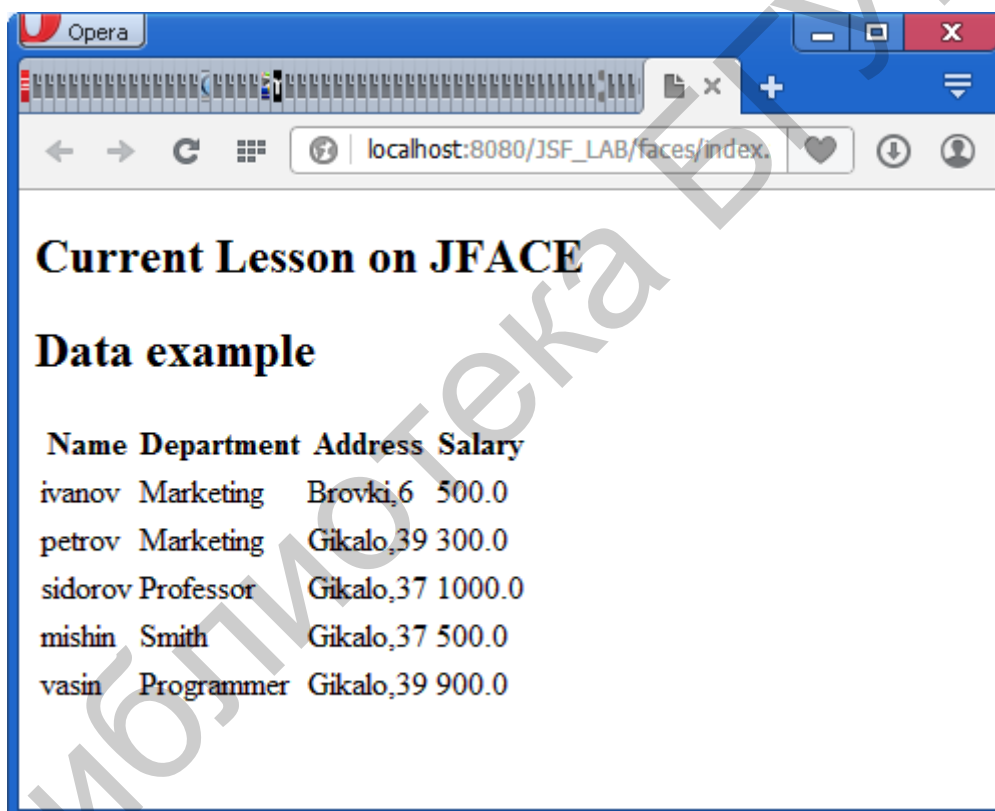 Opera
localhost:8080/JSF_LAB/faces/index.
Current Lesson on JFACE
Data example
Name Department Address Salary
ivanov Marketing Brovki,6 500.0
petrov Marketing Gikalo,39 300.0
sidorov Professor Gikalo,37 1000.0
mishin Smith Gikalo,37 500.0
vasin Programmer Gikalo,39 900.0